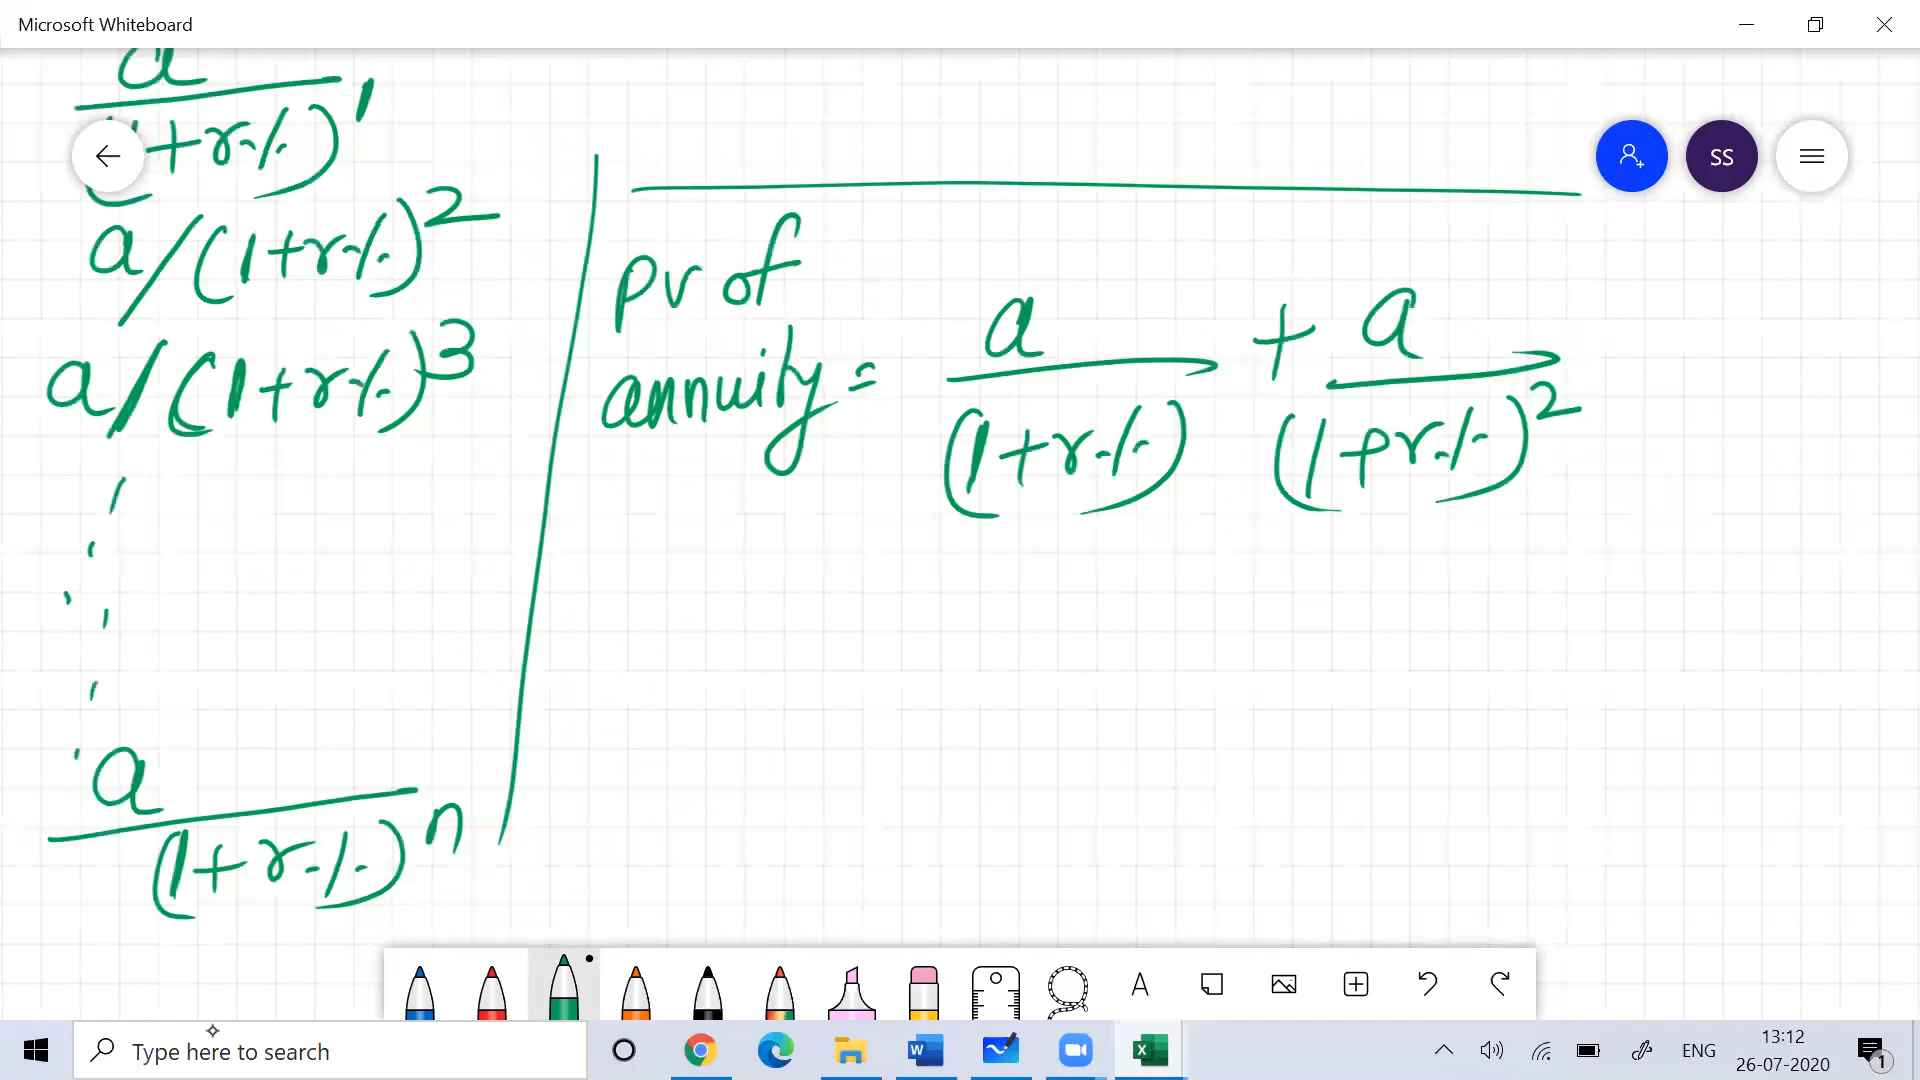 Microsoft Whiteboard
a
(1+r%)¹
a/(1+r%)²
a/(1+r%)³
a
(1+r%)ⁿ
pv of
annuity = a/(1+r%) + a/(1+r%)²
SS
A
Type here to search
ENG
13:12
26-07-2020
1